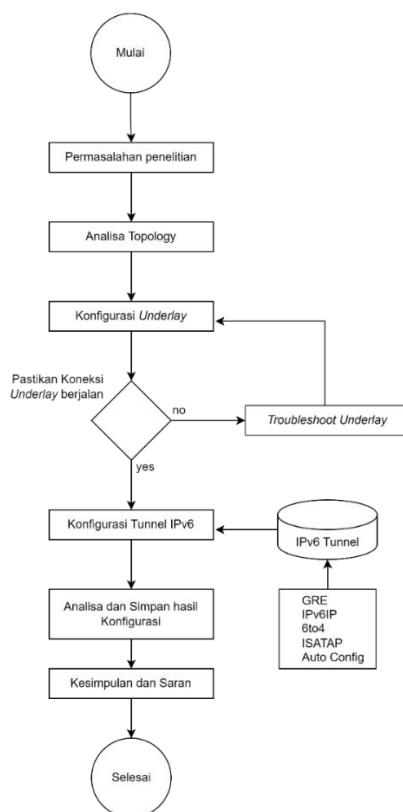 Mulai
Permasalahan penelitian
Analisa Topology
Konfigurasi Underlay
Pastikan Koneksi
Underlay berjalan
no
Troubleshoot Underlay
yes
Konfigurasi Tunnel IPv6
IPv6 Tunnel
Analisa dan Simpan hasil
Konfigurasi
GRE
IPv6IP
6to4
ISATAP
Auto Config
Kesimpulan dan Saran
Selesai